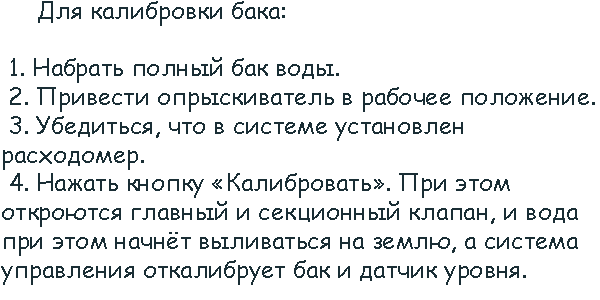 Для калибровки бака:
1. Набрать полный бак воды.
2. Привести опрыскиватель в рабочее положение.
3. Убедиться, что в системе установлен
расходомер.
4. Нажать кнопку «Калибровать». При этом
откроются главный и секционный клапан, и вода
при этом начнёт выливаться на землю, а система
управления откалибрует бак и датчик уровня.